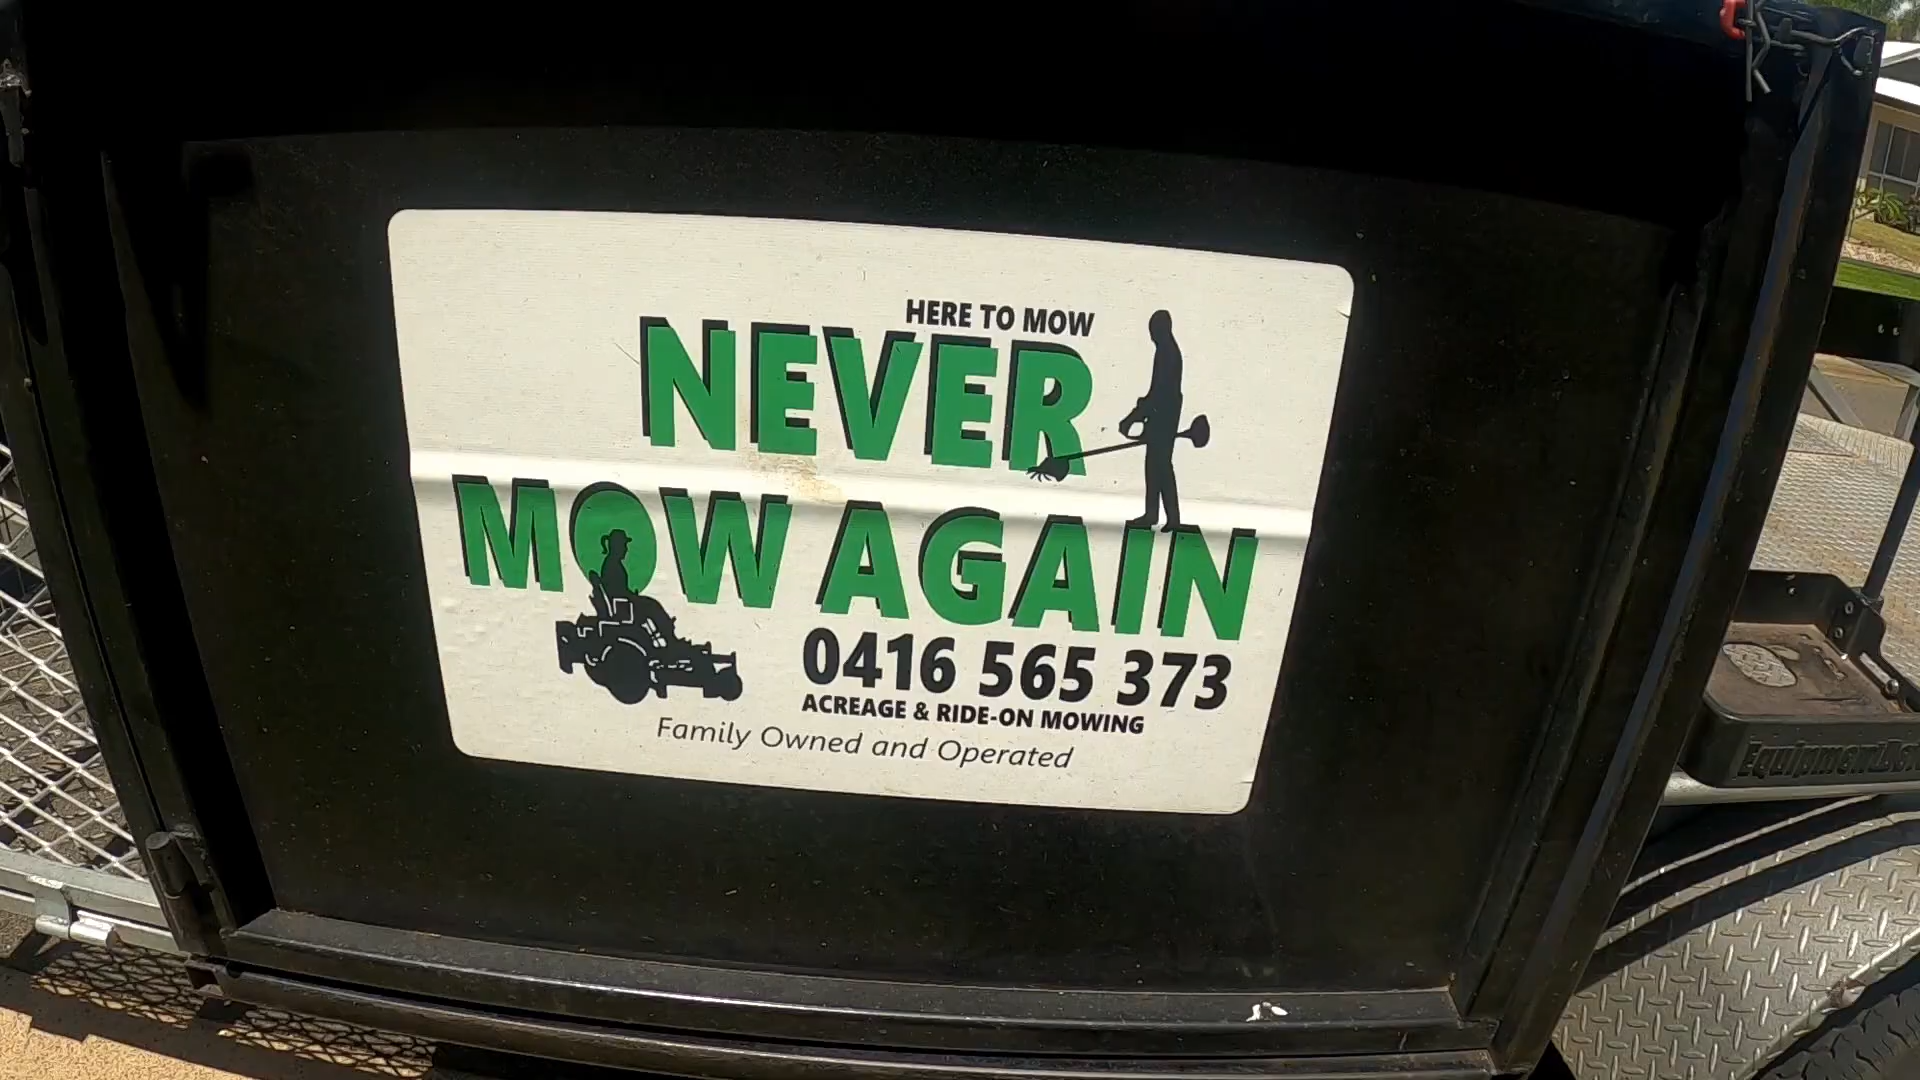 HERE TO MOW
NEVER
MOW AGAIN
0416 565 373
ACREAGE & RIDE-ON MOWING
Family Owned and Operated